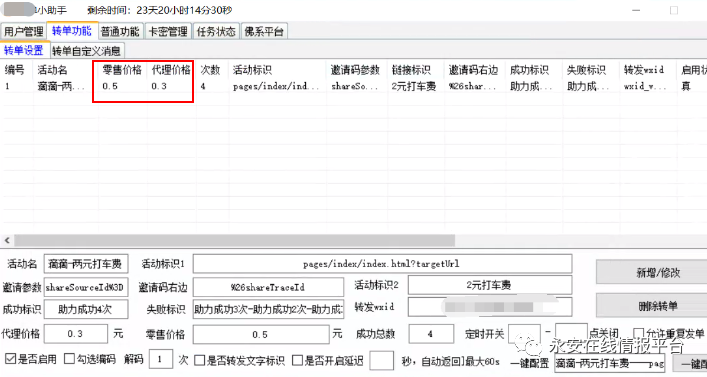 小助手 剩余时间：23天20小时14分30秒
用户管理 转单功能 普通功能 卡密管理 任务状态 佛系平台
转单设置 转单自定义消息
编号 活动名 零售价格 代理价格 次数 活动标识 邀请码参数 链接标识 邀请码右边 成功标识 失败标识 转发wxid 启用状
1 滴滴-两... 0.5 0.3 4 pages/index/ind... shareSo... 2元打车费 %26shar... 助力成... 助力成... wxid_w... 真
活动名 滴滴-两元打车费 活动标识1 pages/index/index.html?targetUrl 新增/修改
邀请参数 shareSourceId%3D 邀请码右边 %26shareTraceId 活动标识2 2元打车费
成功标识 助力成功4次 失败标识 助力成功3次-助力成功2次-助力成 转发wxid 删除转单
代理价格 0.3 元 零售价格 0.5 元 成功总数 4 定时开关 - 点关闭 允许重复发单
是否启用 勾选编码 解码 1 次 是否转发文字标识 是否开启延迟 秒，自动返回]最大60s 一键配置 滴滴-两元打车费——pag 一键配
永安在线情报平台